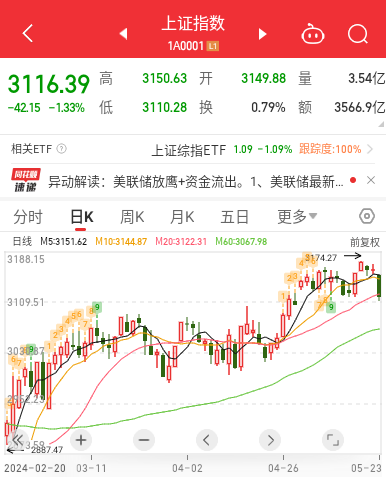 上证指数
1A0001 L1
3116.39
-42.15 -1.33%
高 3150.63 开 3149.88 量 3.54亿
低 3110.28 换 0.79% 额 3566.9亿
相关ETF ? 上证综指ETF 1.09 -1.09% 跟踪度:100%
同花顺
速递
异动解读：美联储放鹰+资金流出。1、美联储最新...
分时 日K 周K 月K 五日 更多
日线 M5:3151.62 M10:3144.87 M20:3122.31 M60:3067.98 前复权
3188.15
3174.27
3109.51
2887.47
2024-02-20 03-11 04-02 04-26 05-23